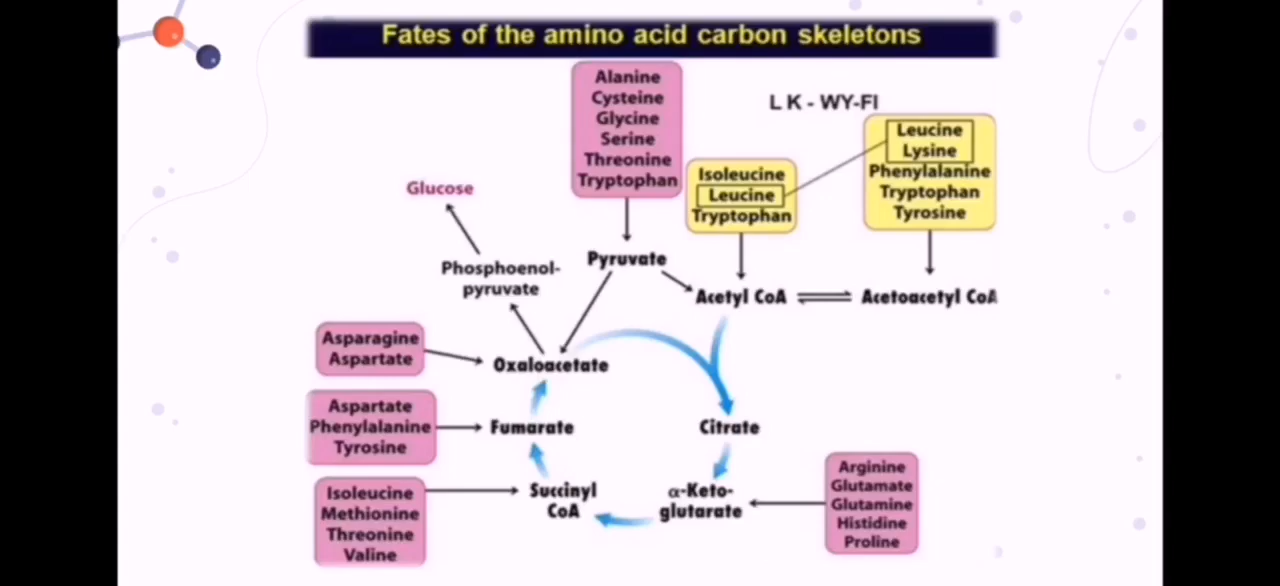 Fates of the amino acid carbon skeletons
Alanine
Cysteine
Glycine
Serine
Threonine
Tryptophan
L K - WY-FI
Leucine
Lysine
Phenylalanine
Tryptophan
Tyrosine
Isoleucine
Leucine
Tryptophan
Glucose
Phosphoenol-
pyruvate
Pyruvate
Acetyl CoA
Acetoacetyl CoA
Asparagine
Aspartate
Oxaloacetate
Aspartate
Phenylalanine
Tyrosine
Fumarate
Citrate
Isoleucine
Methionine
Threonine
Valine
Succinyl
CoA
α-Keto-
glutarate
Arginine
Glutamate
Glutamine
Histidine
Proline